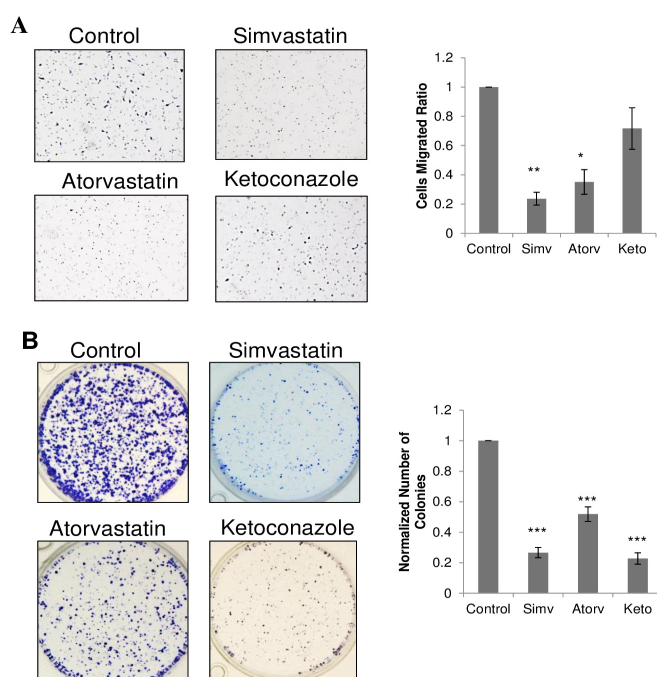 A
Control
Simvastatin
Atorvastatin
Ketoconazole
Cells Migrated Ratio
1.2
1
0.8
0.6
0.4
0.2
0
**
*
Control Simv Atorv Keto
B
Control
Simvastatin
Atorvastatin
Ketoconazole
Normalized Number of
Colonies
1.2
1
0.8
0.6
0.4
0.2
0
***
***
***
Control Simv Atorv Keto